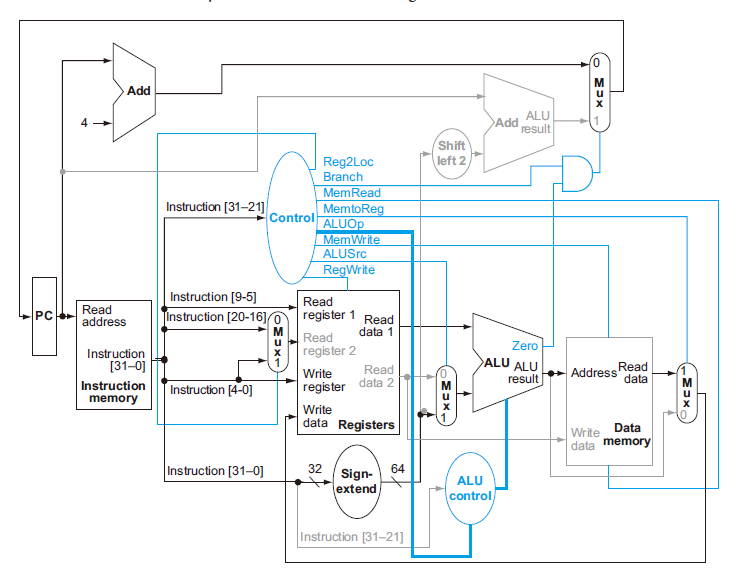 0
M
u
x
1
Add
4
Add
ALU
result
Shift
left 2
Reg2Loc
Branch
MemRead
MemtoReg
ALUOp
MemWrite
ALUSrc
RegWrite
Instruction [31–21]
Control
PC
Read
address
Instruction
[31–0]
Instruction
memory
Instruction [9-5]
Instruction [20-16]
Instruction [4-0]
0
M
u
x
1
Read
register 1
Read
register 2
Write
register
Write
data
Read
data 1
Read
data 2
Registers
0
M
u
x
1
Zero
ALU
ALU
result
Address
Read
data
Write
data
Data
memory
1
M
u
x
0
Instruction [31–0]
32
Sign-
extend
64
ALU
control
Instruction [31–21]